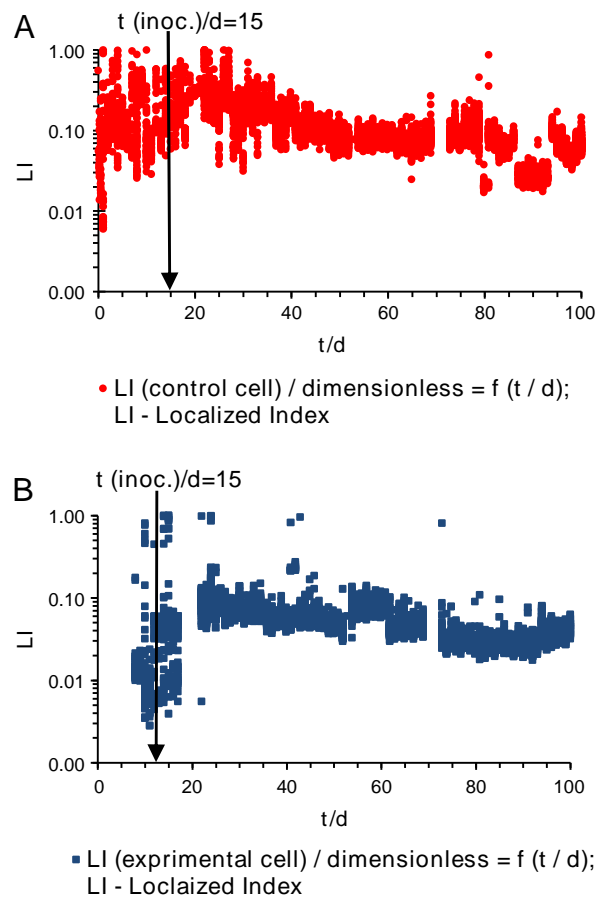 A
t (inoc.)/d=15
1.00
0.10
0.01
0.00
LI
0 20 40 60 80 100
t/d
LI (control cell) / dimensionless = f (t / d);
LI - Localized Index
B
t (inoc.)/d=15
1.00
0.10
0.01
0.00
LI
0 20 40 60 80 100
t/d
LI (exprimental cell) / dimensionless = f (t / d);
LI - Loclaized Index